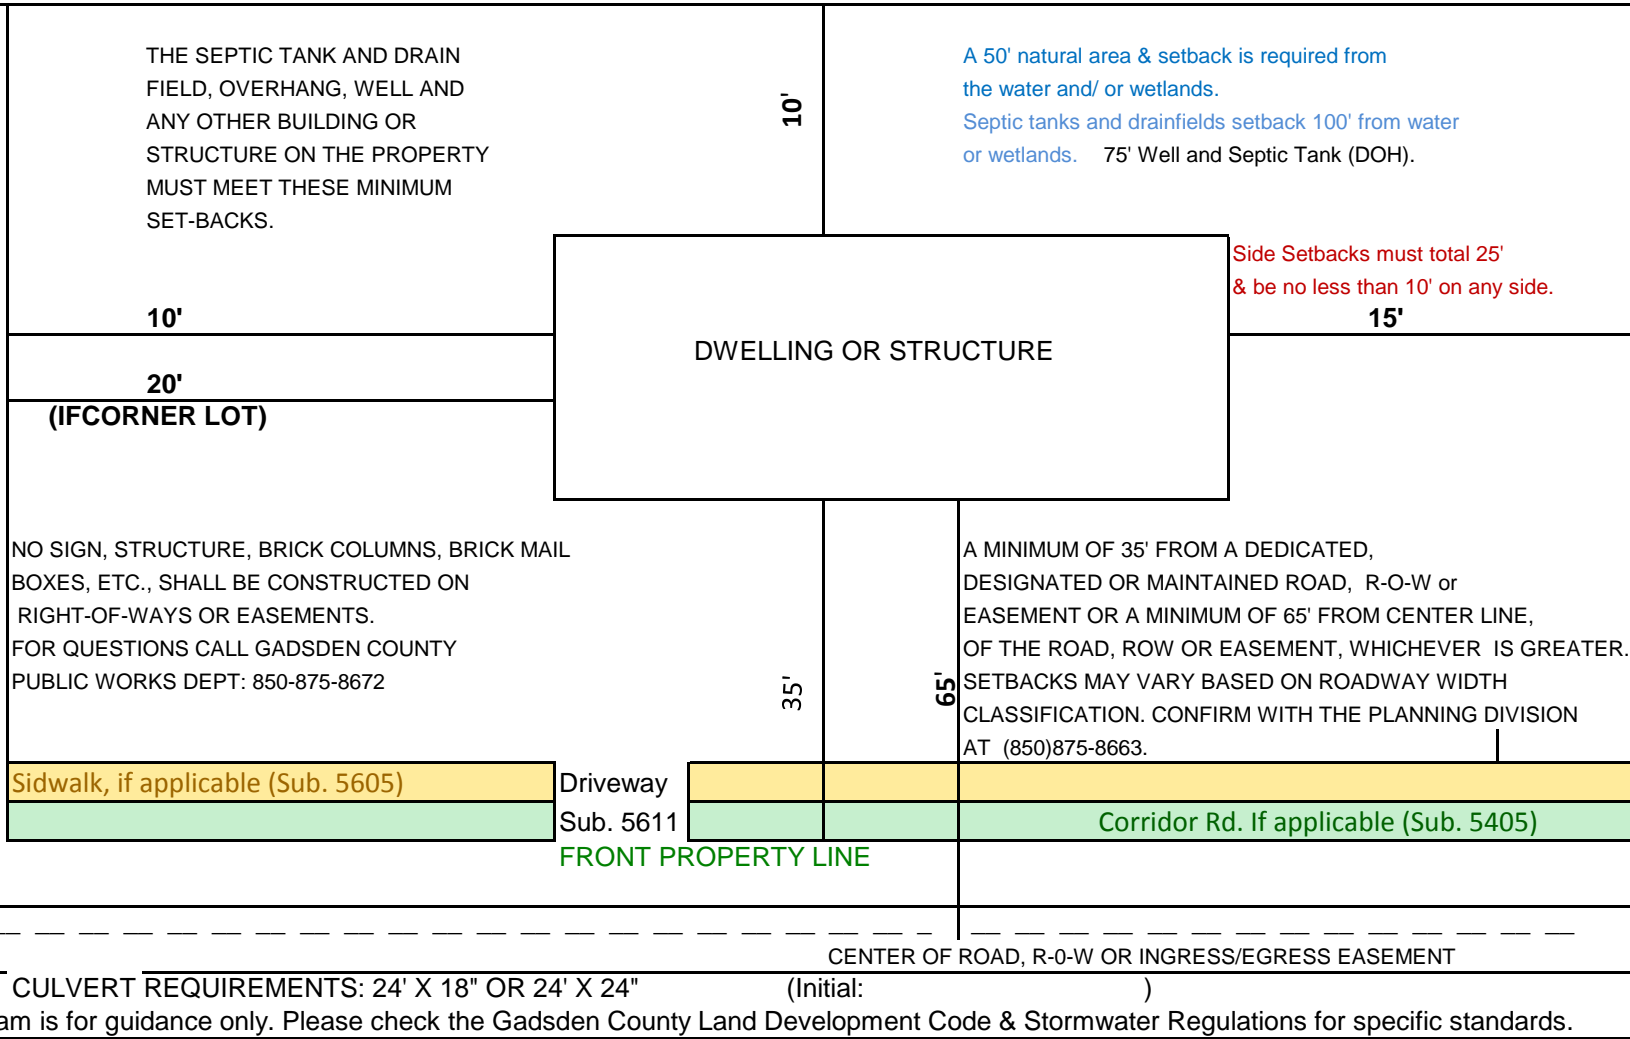 THE SEPTIC TANK AND DRAIN
FIELD, OVERHANG, WELL AND
ANY OTHER BUILDING OR
STRUCTURE ON THE PROPERTY
MUST MEET THESE MINIMUM
SET-BACKS.
10'
A 50' natural area & setback is required from
the water and/ or wetlands.
Septic tanks and drainfields setback 100' from water
or wetlands. 75' Well and Septic Tank (DOH).
Side Setbacks must total 25'
& be no less than 10' on any side.
10'
15'
DWELLING OR STRUCTURE
20'
(IFCORNER LOT)
NO SIGN, STRUCTURE, BRICK COLUMNS, BRICK MAIL
BOXES, ETC., SHALL BE CONSTRUCTED ON
RIGHT-OF-WAYS OR EASEMENTS.
FOR QUESTIONS CALL GADSDEN COUNTY
PUBLIC WORKS DEPT: 850-875-8672
35'
65'
A MINIMUM OF 35' FROM A DEDICATED,
DESIGNATED OR MAINTAINED ROAD, R-O-W or
EASEMENT OR A MINIMUM OF 65' FROM CENTER LINE,
OF THE ROAD, ROW OR EASEMENT, WHICHEVER IS GREATER.
SETBACKS MAY VARY BASED ON ROADWAY WIDTH
CLASSIFICATION. CONFIRM WITH THE PLANNING DIVISION
AT (850)875-8663.
Sidwalk, if applicable (Sub. 5605)
Driveway
Sub. 5611
Corridor Rd. If applicable (Sub. 5405)
FRONT PROPERTY LINE
CENTER OF ROAD, R-0-W OR INGRESS/EGRESS EASEMENT
CULVERT REQUIREMENTS: 24' X 18" OR 24' X 24" (Initial: )
am is for guidance only. Please check the Gadsden County Land Development Code & Stormwater Regulations for specific standards.